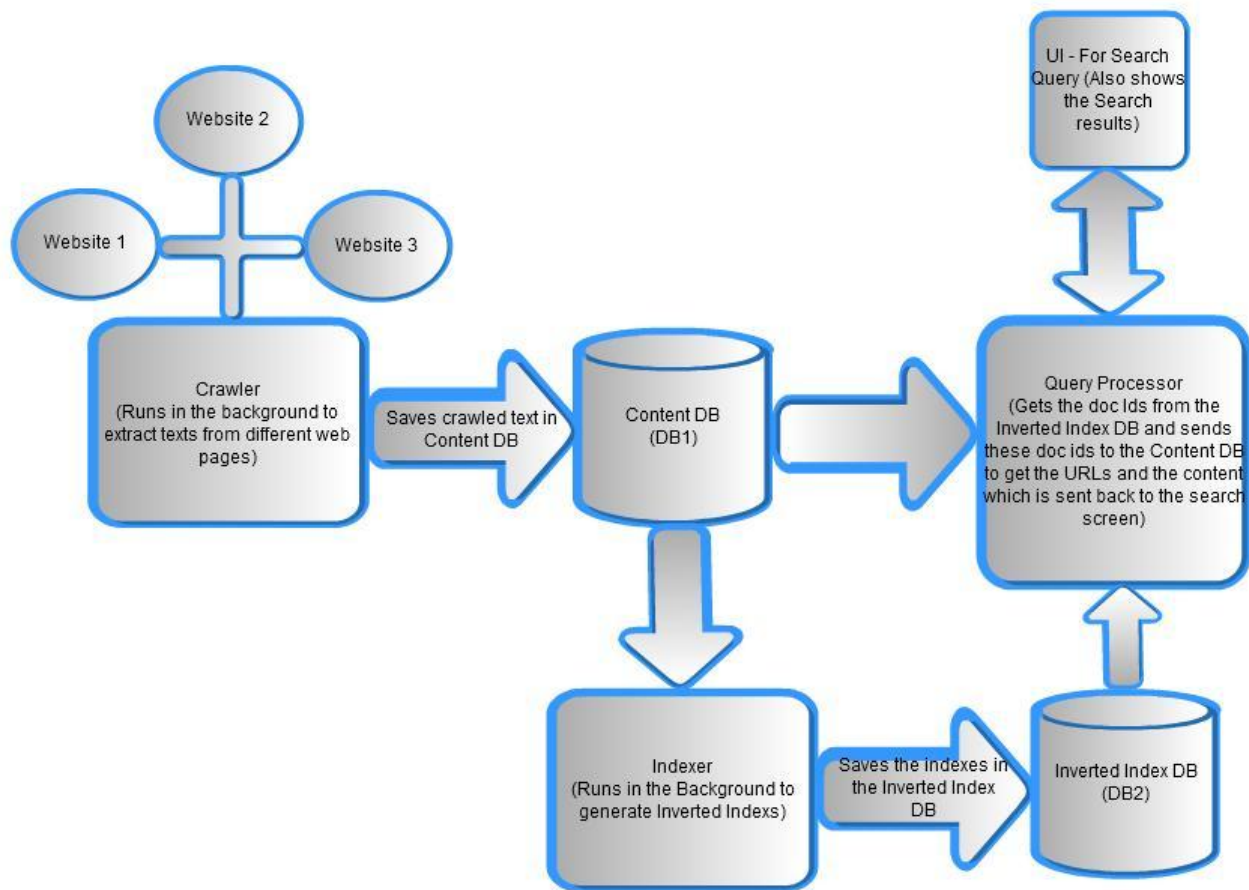 UI - For Search
Query (Also shows
the Search
results)
Website 2
Website 1
Website 3
Crawler
(Runs in the background to
extract texts from different web
pages)
Saves crawled text in
Content DB
Content DB
(DB1)
Query Processor
(Gets the doc Ids from the
Inverted Index DB and sends
these doc ids to the Content DB
to get the URLs and the content
which is sent back to the search
screen)
Indexer
(Runs in the Background to
generate Inverted Indexs)
Saves the indexes in
the Inverted Index
DB
Inverted Index DB
(DB2)